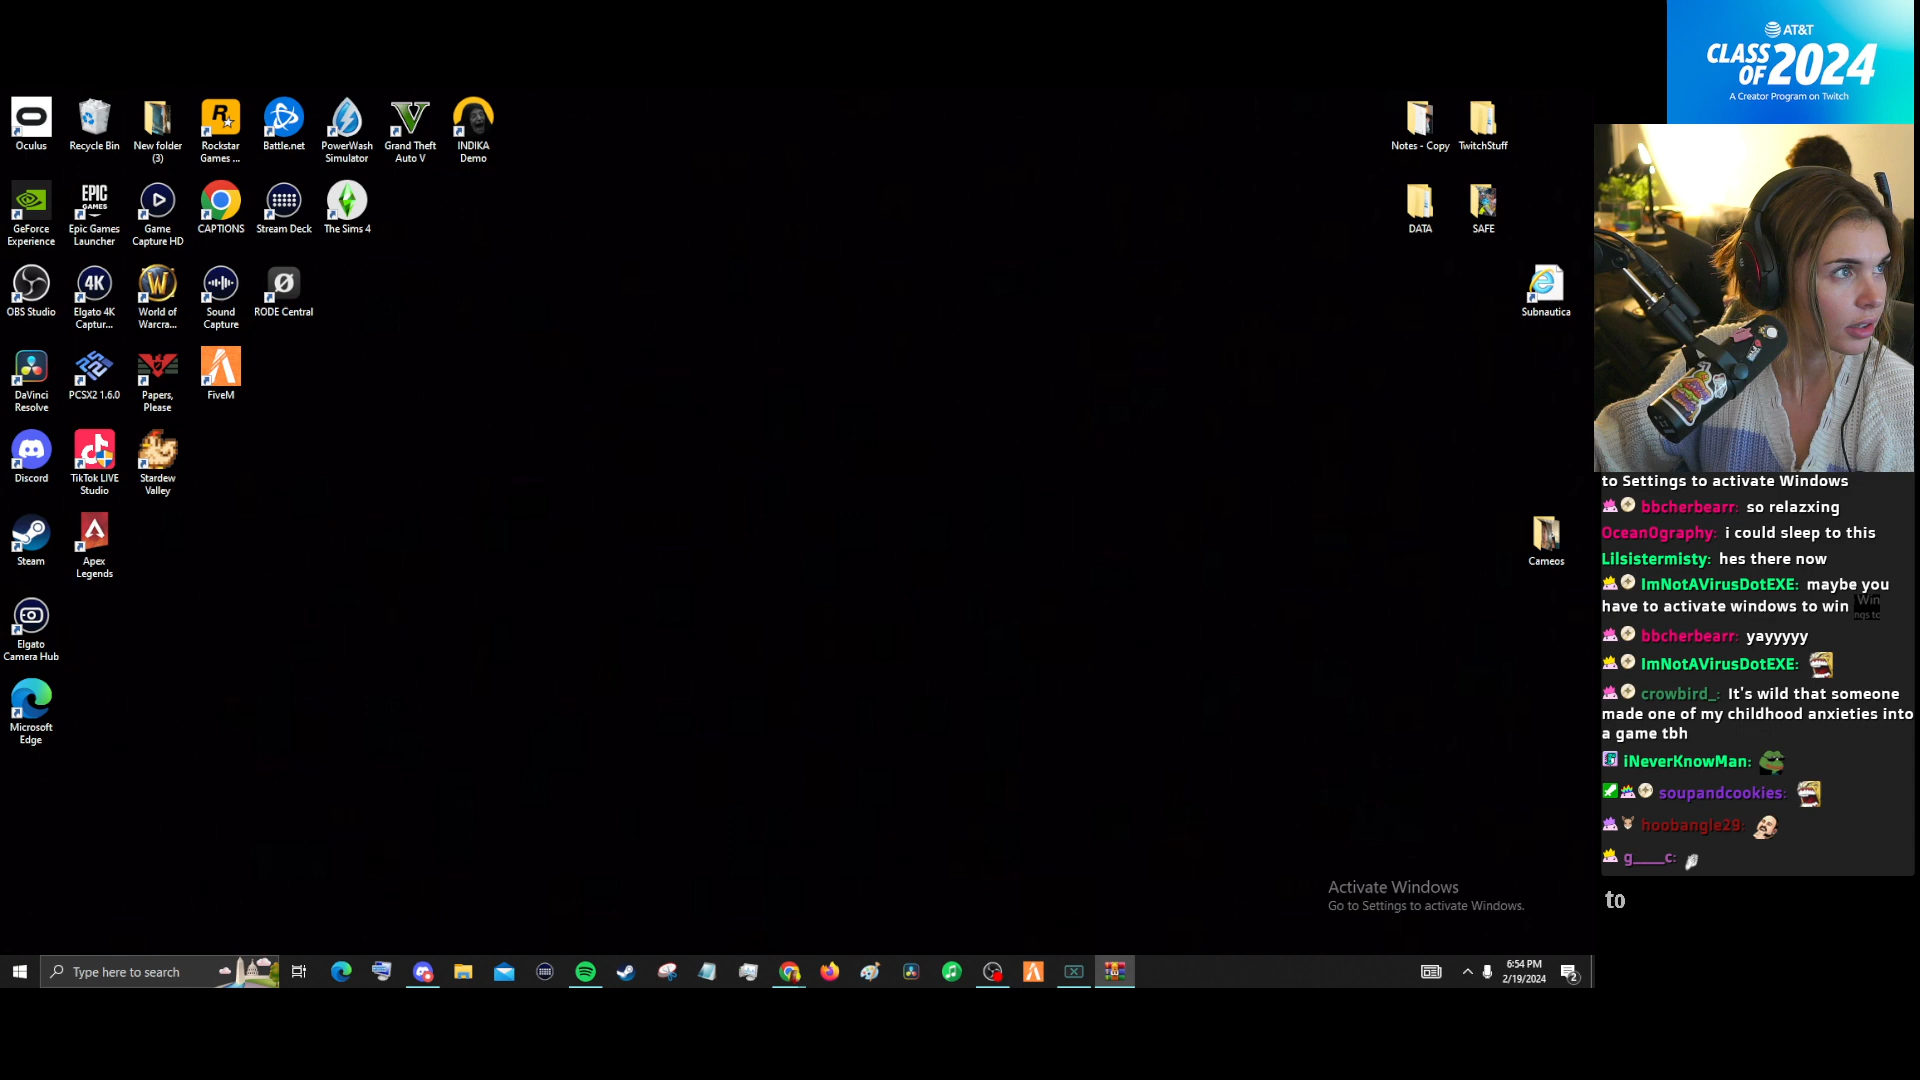 AT&T
CLASS
OF 2024
A Creator Program on Twitch
Oculus
Recycle Bin
New folder
(3)
Rockstar
Games ...
Battle.net
PowerWash
Simulator
Grand Theft
Auto V
INDIKA
Demo
Notes - Copy
TwitchStuff
GeForce
Experience
EPIC
GAMES
Epic Games
Launcher
Game
Capture HD
CAPTIONS
Stream Deck
The Sims 4
DATA
SAFE
OBS Studio
4K
Elgato 4K
Captur...
World of
Warcra...
Sound
Capture
RODE Central
Subnautica
DaVinci
Resolve
PCSX2 1.6.0
Papers,
Please
FiveM
Discord
TikTok LIVE
Studio
Stardew
Valley
Steam
Apex
Legends
Cameos
Elgato
Camera Hub
Microsoft
Edge
to Settings to activate Windows
bbcherbearr: so relazxing
OceanOgraphy: i could sleep to this
Lilsistermisty: hes there now
ImNotAVirusDotEXE: maybe you
have to activate windows to win
bbcherbearr: yayyyyy
ImNotAVirusDotEXE:
crowbird_: It's wild that someone
made one of my childhood anxieties into
a game tbh
iNeverKnowMan:
soupandcookies:
hoobangle29:
g____c:
to
Activate Windows
Go to Settings to activate Windows.
Type here to search
6:54 PM
2/19/2024
2